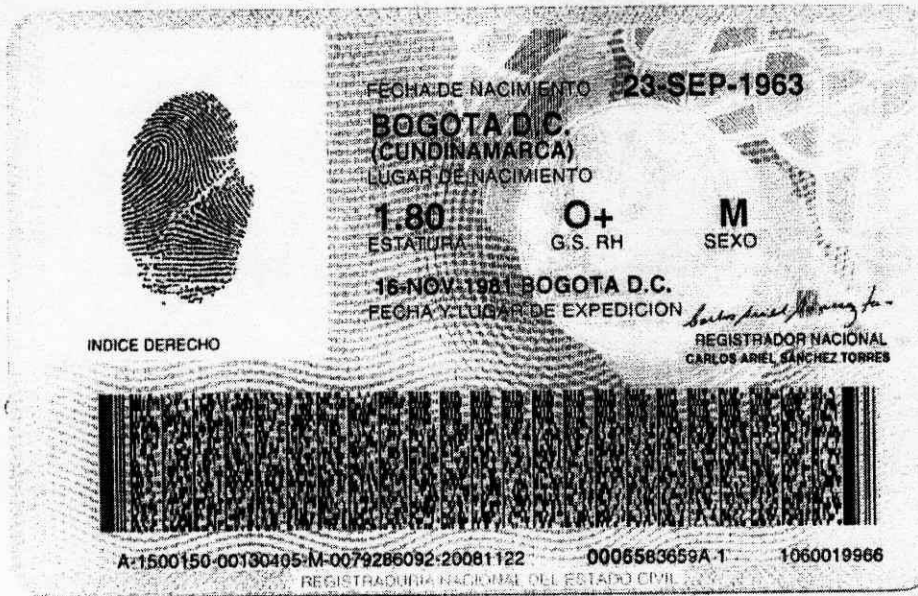 FECHA DE NACIMIENTO 23-SEP-1963
BOGOTA D.C.
(CUNDINAMARCA)
LUGAR DE NACIMIENTO
1.80 O+ M
ESTATURA G.S. RH SEXO
16-NOV-1981 BOGOTA D.C.
FECHA Y LUGAR DE EXPEDICION
INDICE DERECHO
REGISTRADOR NACIONAL
CARLOS ARIEL SÁNCHEZ TORRES
A-1500150-00130405-M-0079286092-20081122 0006583659A 1 1060019966
REGISTRADURIA NACIONAL DEL ESTADO CIVIL